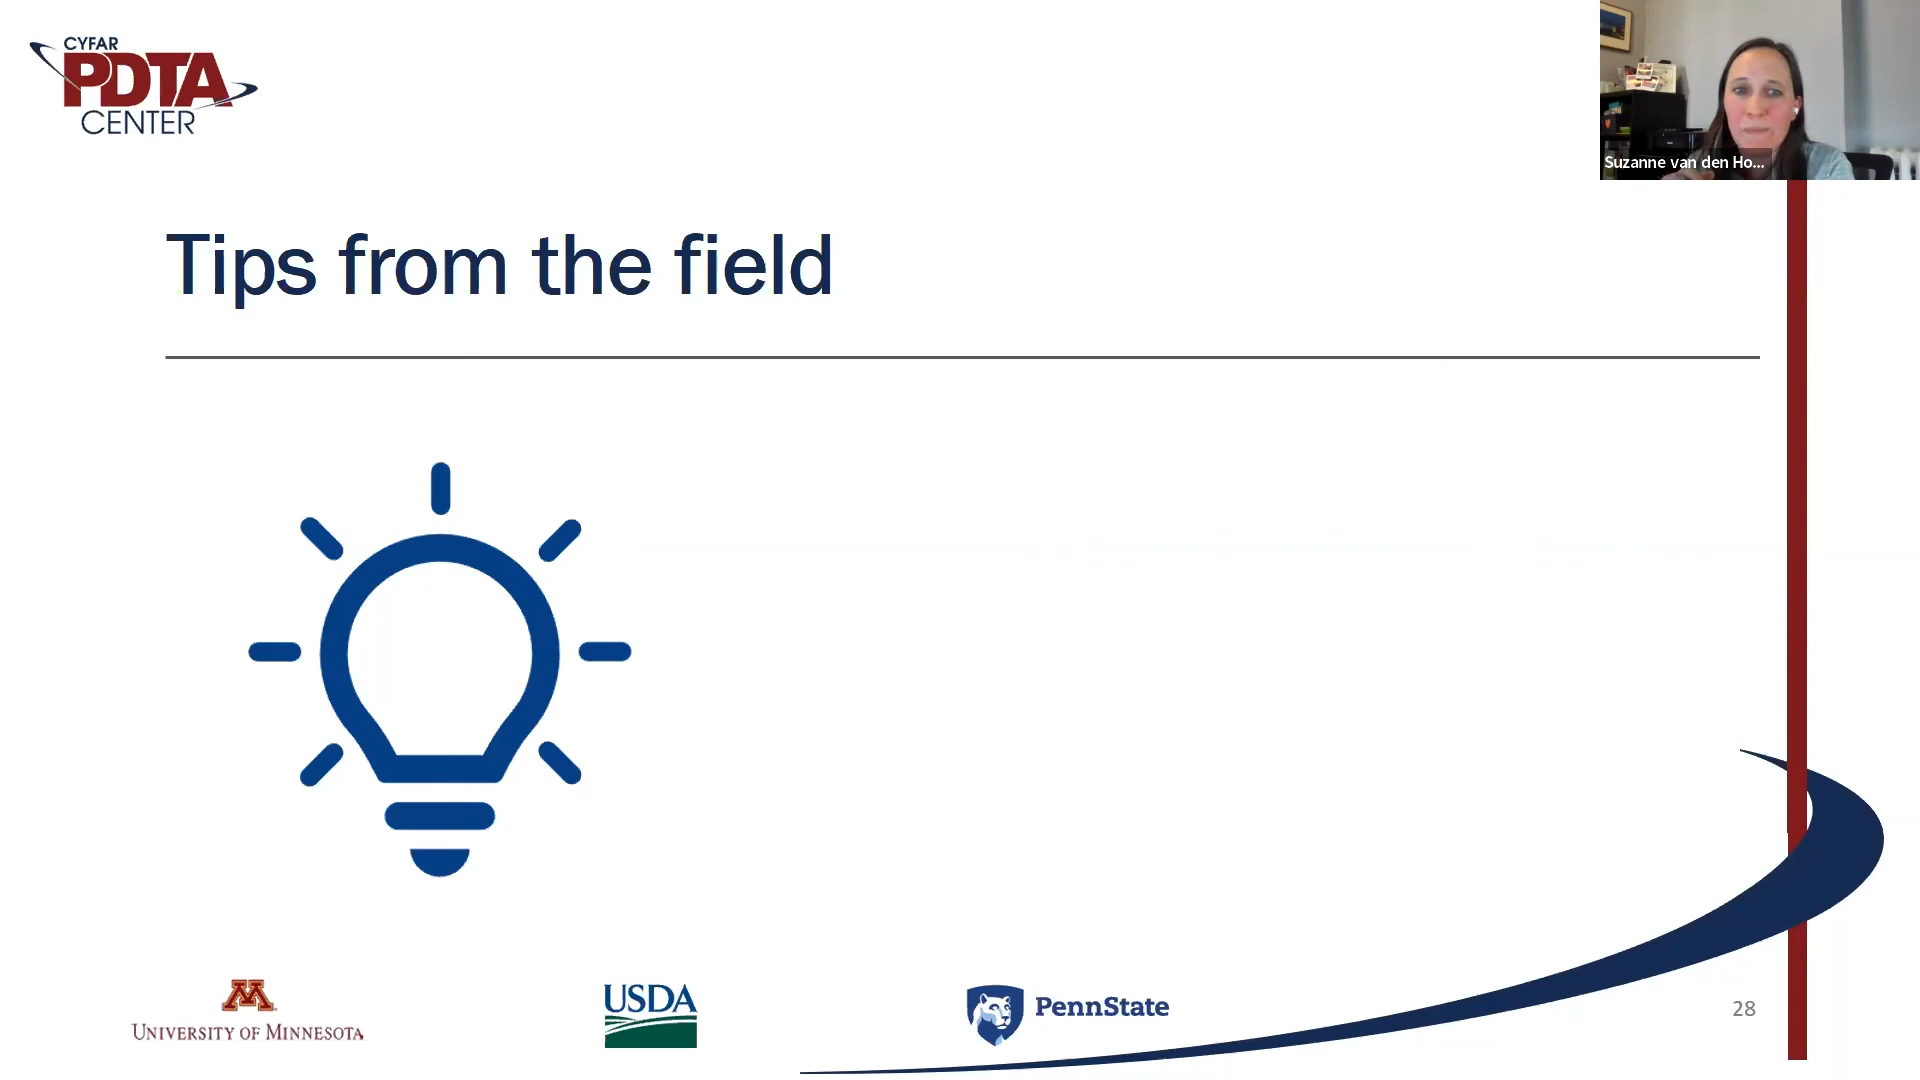 CYFAR
PDTA
CENTER
Suzanne van den Ho...
Tips from the field
M
UNIVERSITY OF MINNESOTA
USDA
PennState
28